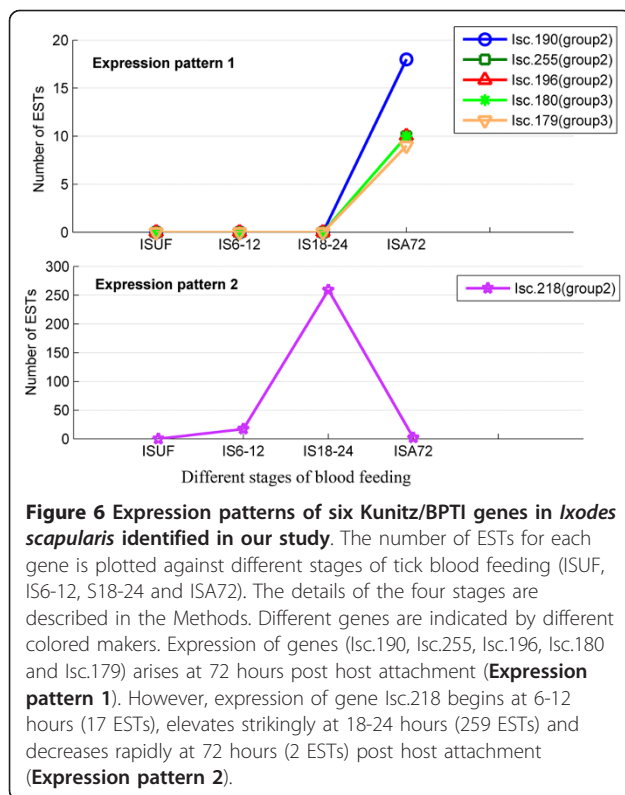 20
15
10
5
0
Number of ESTs
Expression pattern 1
Isc.190(group2)
Isc.255(group2)
Isc.196(group2)
Isc.180(group3)
Isc.179(group3)
ISUF IS6-12 IS18-24 ISA72
300
250
200
150
100
50
0
Number of ESTs
Expression pattern 2
Isc.218(group2)
ISUF IS6-12 IS18-24 ISA72
Different stages of blood feeding
Figure 6 Expression patterns of six Kunitz/BPTI genes in Ixodes
scapularis identified in our study. The number of ESTs for each
gene is plotted against different stages of tick blood feeding (ISUF,
IS6-12, S18-24 and ISA72). The details of the four stages are
described in the Methods. Different genes are indicated by different
colored makers. Expression of genes (Isc.190, Isc.255, Isc.196, Isc.180
and Isc.179) arises at 72 hours post host attachment (Expression
pattern 1). However, expression of gene Isc.218 begins at 6-12
hours (17 ESTs), elevates strikingly at 18-24 hours (259 ESTs) and
decreases rapidly at 72 hours (2 ESTs) post host attachment
(Expression pattern 2).